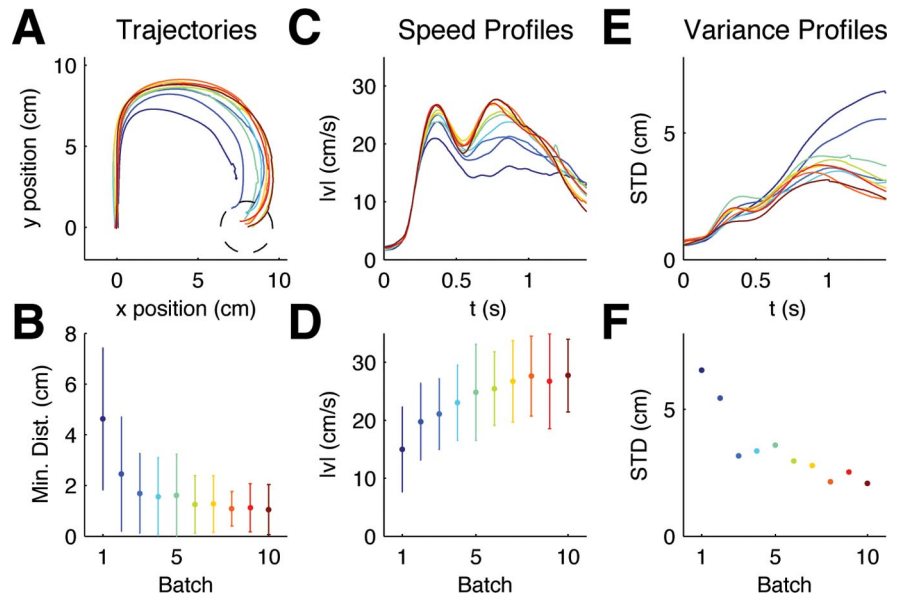 A Trajectories
10
5
0
y position (cm)
0 5 10
x position (cm)
C Speed Profiles
30
20
10
0
lvl (cm/s)
0 0.5 1
t (s)
E Variance Profiles
5
0
STD (cm)
0 0.5 1
t (s)
B
8
6
4
2
0
Min. Dist. (cm)
1 5 10
Batch
D
30
20
10
0
lvl (cm/s)
1 5 10
Batch
F
5
0
STD (cm)
1 5 10
Batch